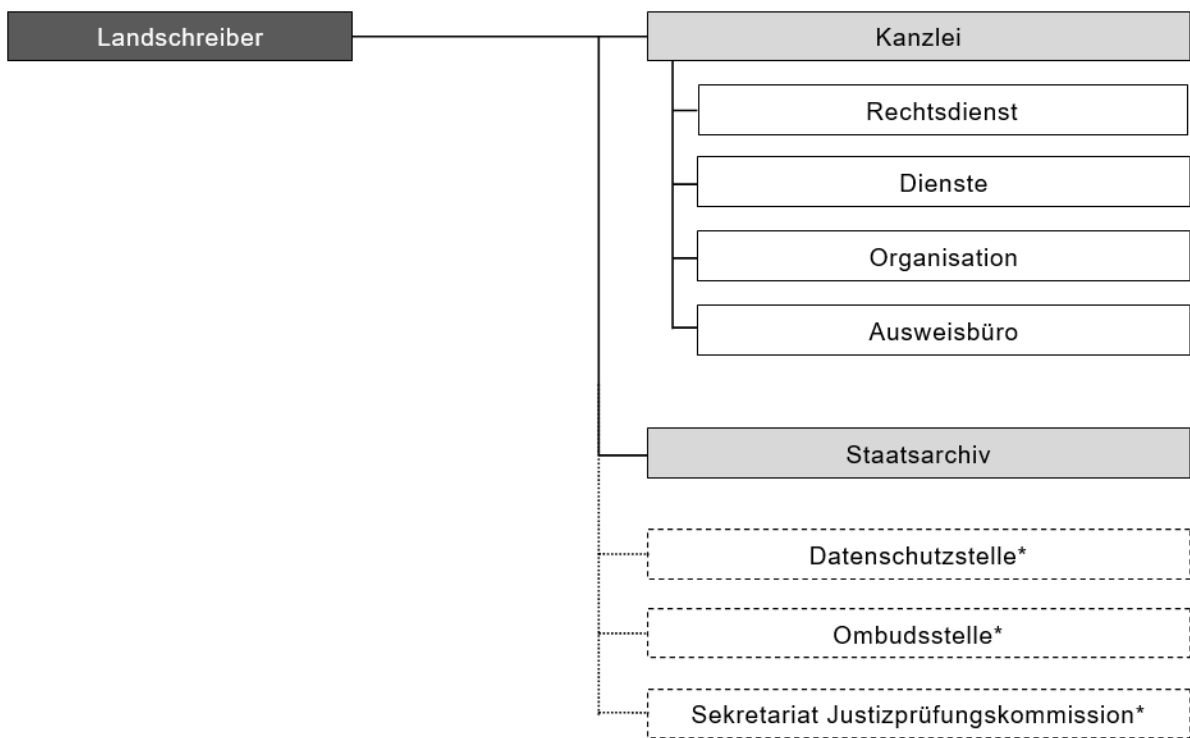 Landschreiber
Kanzlei
Rechtsdienst
Dienste
Organisation
Ausweisbüro
Staatsarchiv
Datenschutzstelle*
Ombudsstelle*
Sekretariat Justizprüfungskommission*